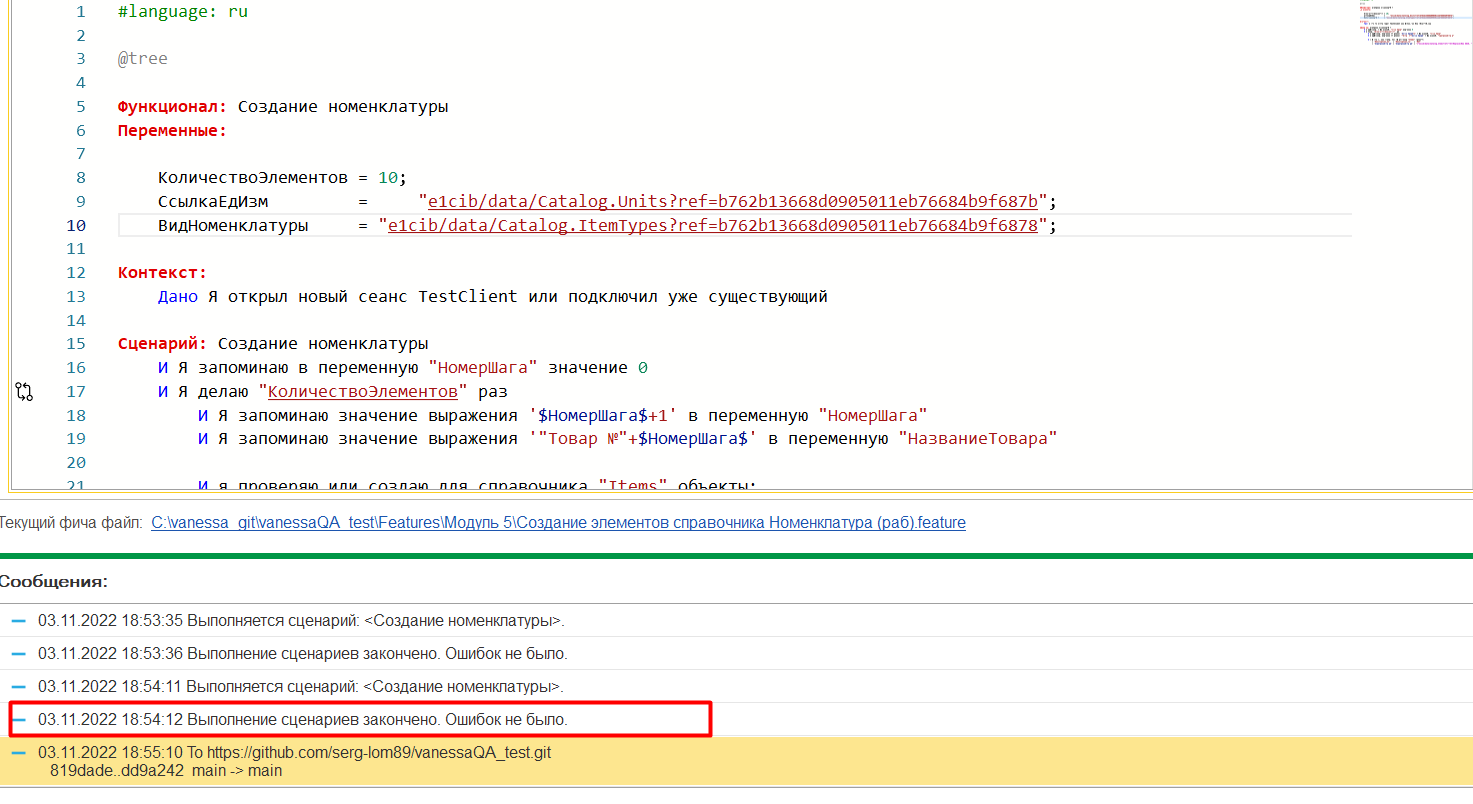 1 #language: ru
2
3 @tree
4
5 Функционал: Создание номенклатуры
6 Переменные:
7
8 КоличествоЭлементов = 10;
9 СсылкаЕдИзм = "e1cib/data/Catalog.Units?ref=b762b13668d0905011eb76684b9f687b";
10 ВидНоменклатуры = "e1cib/data/Catalog.ItemTypes?ref=b762b13668d0905011eb76684b9f6878";
11
12 Контекст:
13 Дано Я открыл новый сеанс TestClient или подключил уже существующий
14
15 Сценарий: Создание номенклатуры
16 И Я запоминаю в переменную "НомерШага" значение 0
17 И Я делаю "КоличествоЭлементов" раз
18 И Я запоминаю значение выражения '$НомерШага$+1' в переменную "НомерШага"
19 И Я запоминаю значение выражения '"Товар №"+$НомерШага$' в переменную "НазваниеТовара"
20
21 И я проверяю или создаю для справочника "Items" объекты:
Текущий фича файл: C:\vanessa_git\vanessaQA_test\Features\Модуль 5\Создание элементов справочника Номенклатура (раб).feature
Сообщения:
03.11.2022 18:53:35 Выполняется сценарий: <Создание номенклатуры>.
03.11.2022 18:53:36 Выполнение сценариев закончено. Ошибок не было.
03.11.2022 18:54:11 Выполняется сценарий: <Создание номенклатуры>.
03.11.2022 18:54:12 Выполнение сценариев закончено. Ошибок не было.
03.11.2022 18:55:10 To https://github.com/serg-lom89/vanessaQA_test.git
819dade..dd9a242 main -> main